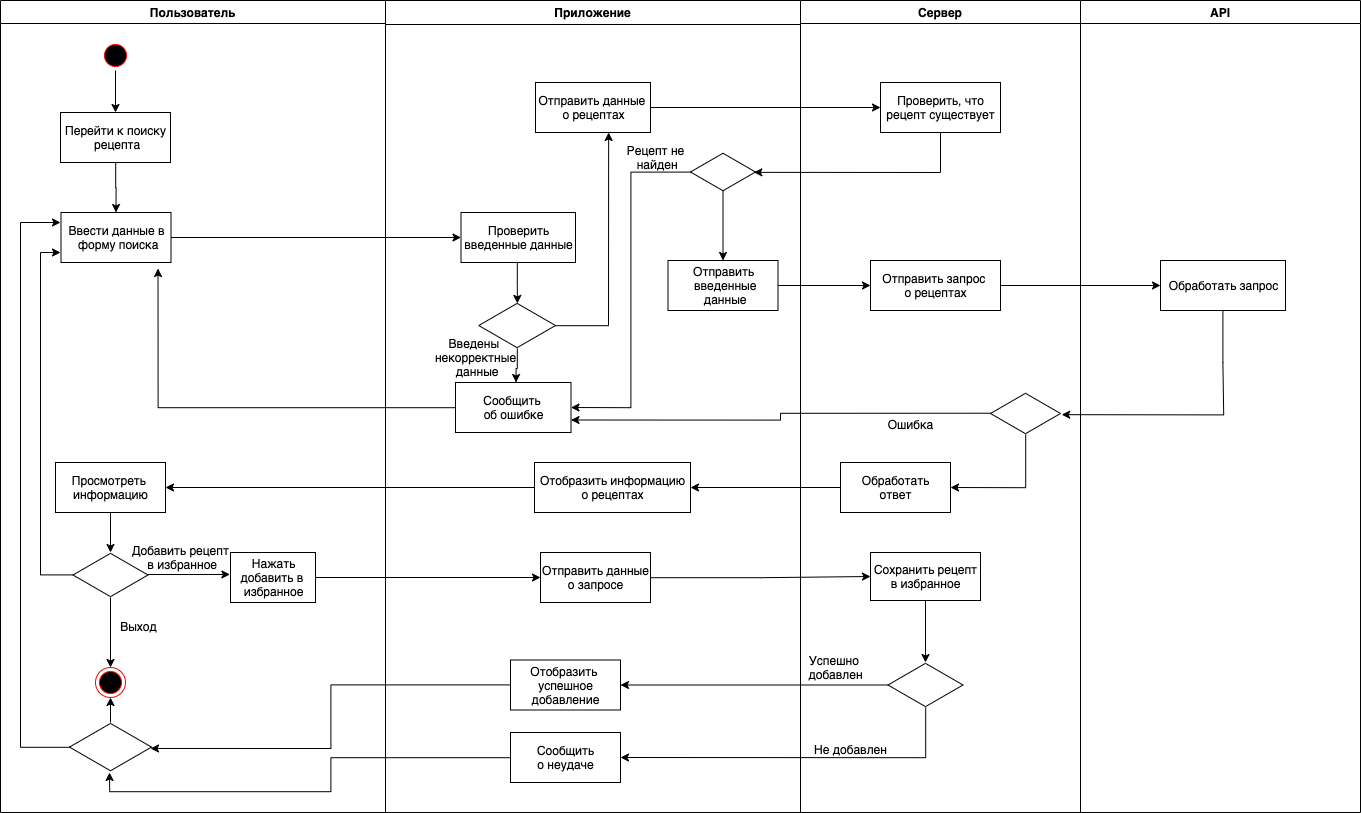 Пользователь
Приложение
Сервер
API
Перейти к поиску
рецепта
Отправить данные
о рецептах
Проверить, что
рецепт существует
Рецепт не
найден
Ввести данные в
форму поиска
Проверить
введенные данные
Отправить
введенные
данные
Отправить запрос
о рецептах
Обработать запрос
Введены
некорректные
данные
Сообщить
об ошибке
Ошибка
Просмотреть
информацию
Отобразить информацию
о рецептах
Обработать
ответ
Добавить рецепт
в избранное
Нажать
добавить в
избранное
Отправить данные
о запросе
Сохранить рецепт
в избранное
Выход
Отобразить
успешное
добавление
Успешно
добавлен
Сообщить
о неудаче
Не добавлен